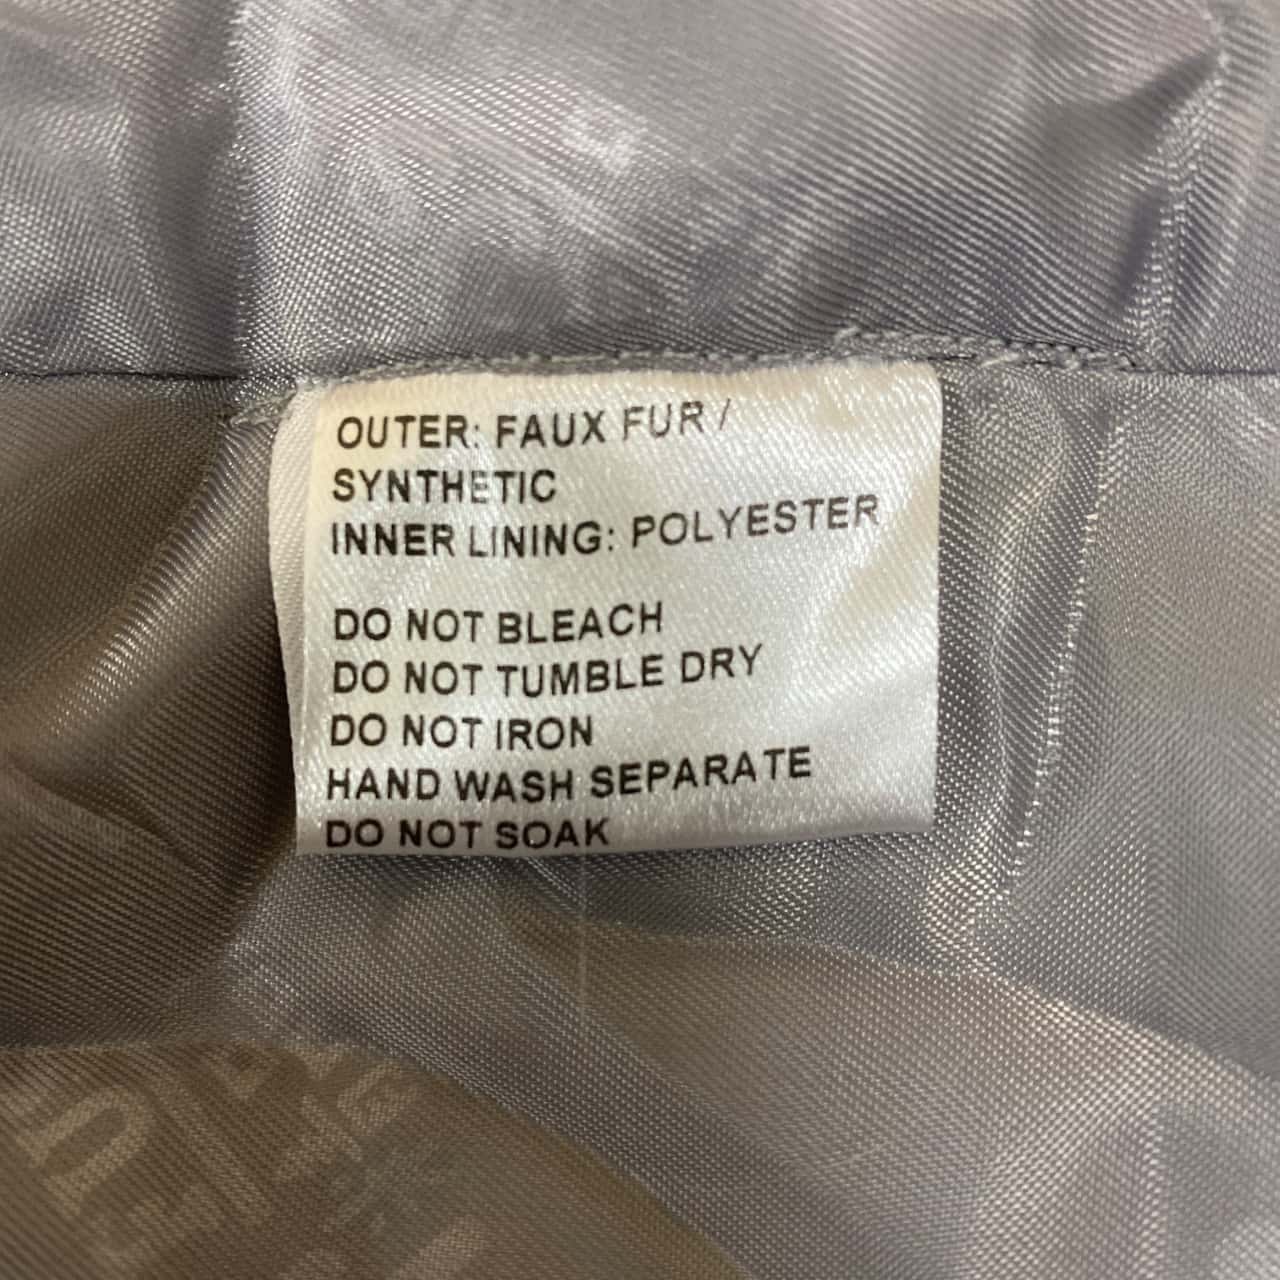 OUTER: FAUX FUR /
SYNTHETIC
INNER LINING: POLYESTER
DO NOT BLEACH
DO NOT TUMBLE DRY
DO NOT IRON
HAND WASH SEPARATE
DO NOT SOAK